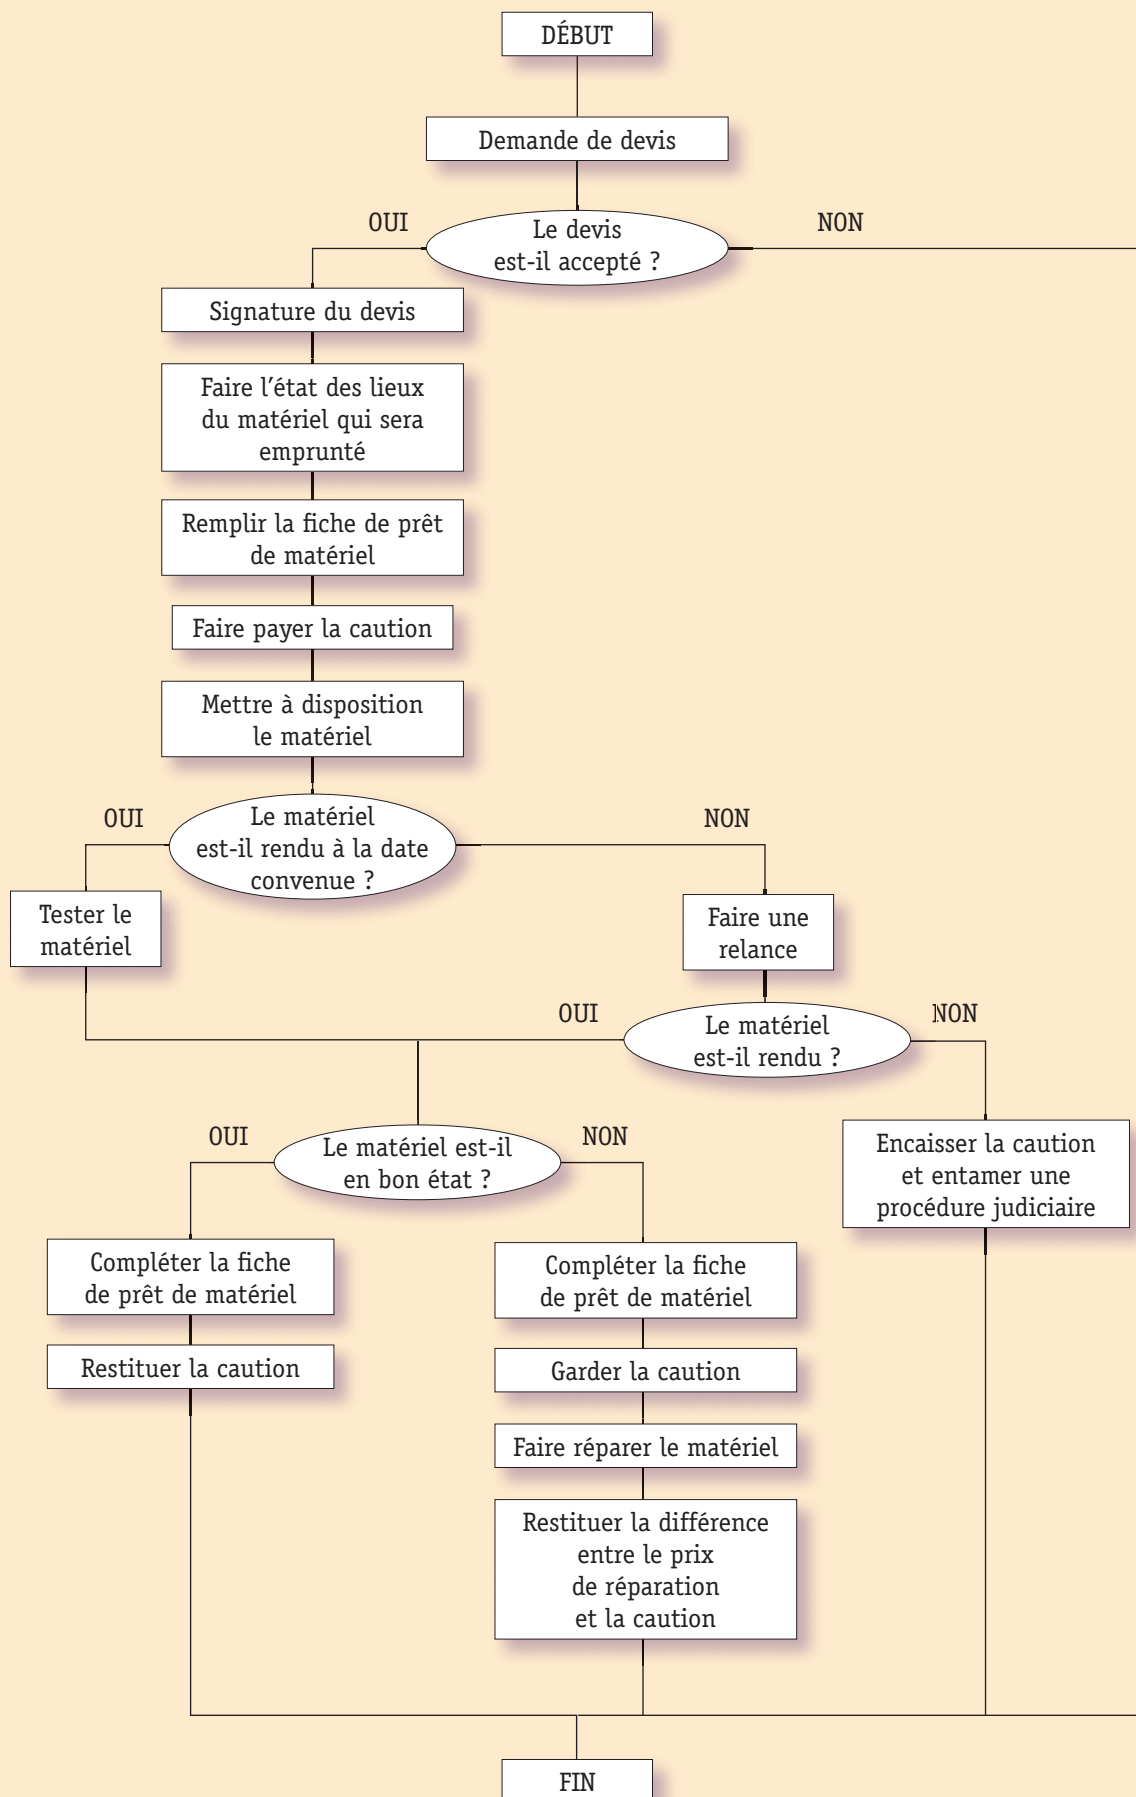 DÉBUT
Demande de devis
OUI
Le devis
est-il accepté ?
NON
Signature du devis
Faire l'état des lieux
du matériel qui sera
emprunté
Remplir la fiche de prêt
de matériel
Faire payer la caution
Mettre à disposition
le matériel
OUI
Le matériel
est-il rendu à la date
convenue ?
NON
Tester le
matériel
Faire une
relance
OUI
Le matériel
est-il rendu ?
NON
OUI
Le matériel est-il
en bon état ?
NON
Encaisser la caution
et entamer une
procédure judiciaire
Compléter la fiche
de prêt de matériel
Restituer la caution
Compléter la fiche
de prêt de matériel
Garder la caution
Faire réparer le matériel
Restituer la différence
entre le prix
de réparation
et la caution
FIN